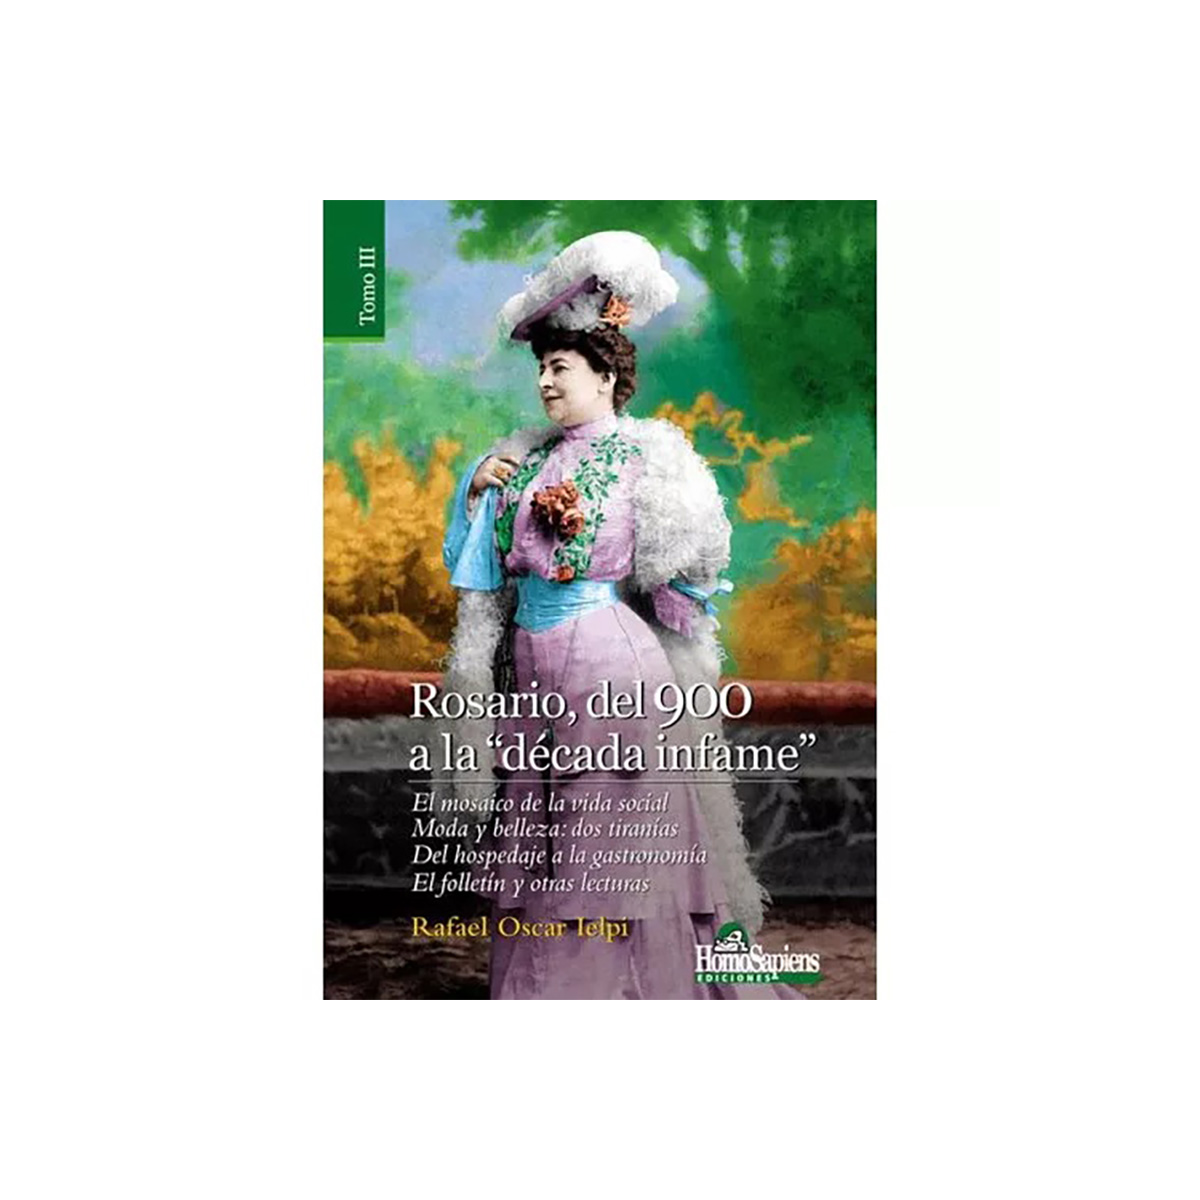 Tomo III
Rosario, del 900
a la “década infame”
El mosaico de la vida social
Moda y belleza: dos tiranías
Del hospedaje a la gastronomía
El folletín y otras lecturas
Rafael Oscar Ielpi
HomoSapiens
EDICIONES